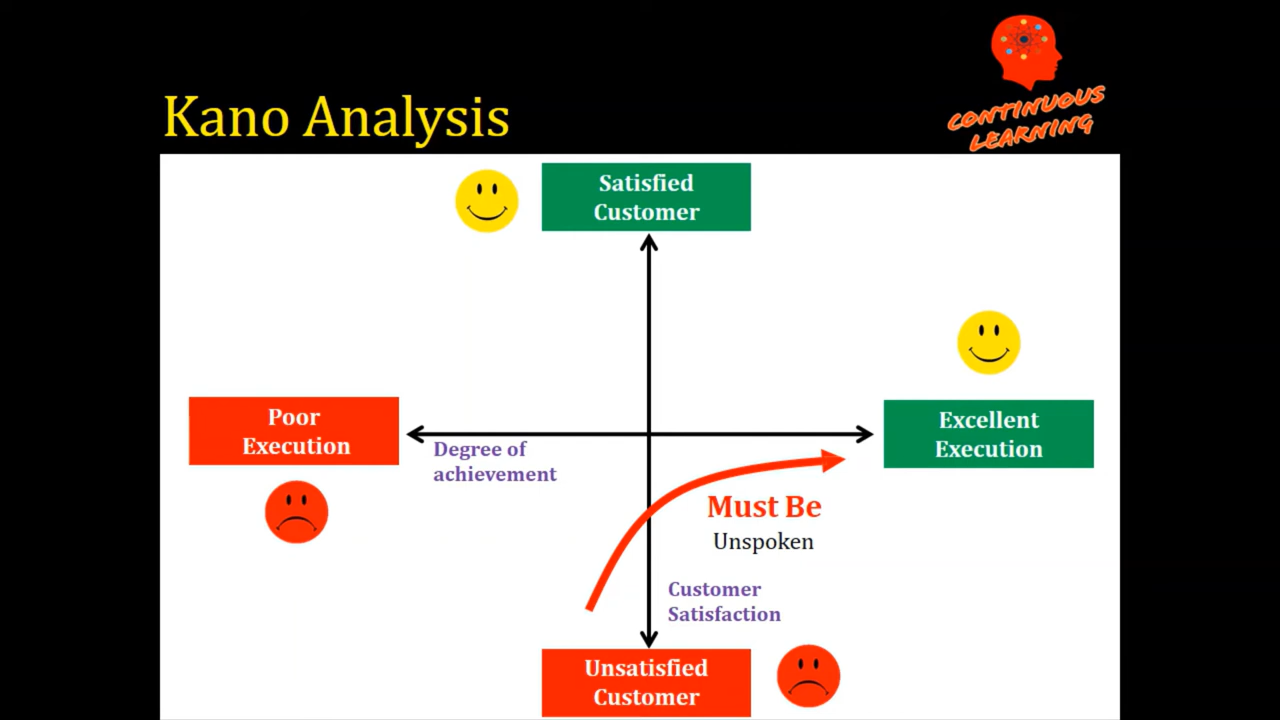 CONTINUOUS
LEARNING
Kano Analysis
Satisfied
Customer
Poor
Execution
Excellent
Execution
Degree of
achievement
Must Be
Unspoken
Customer
Satisfaction
Unsatisfied
Customer